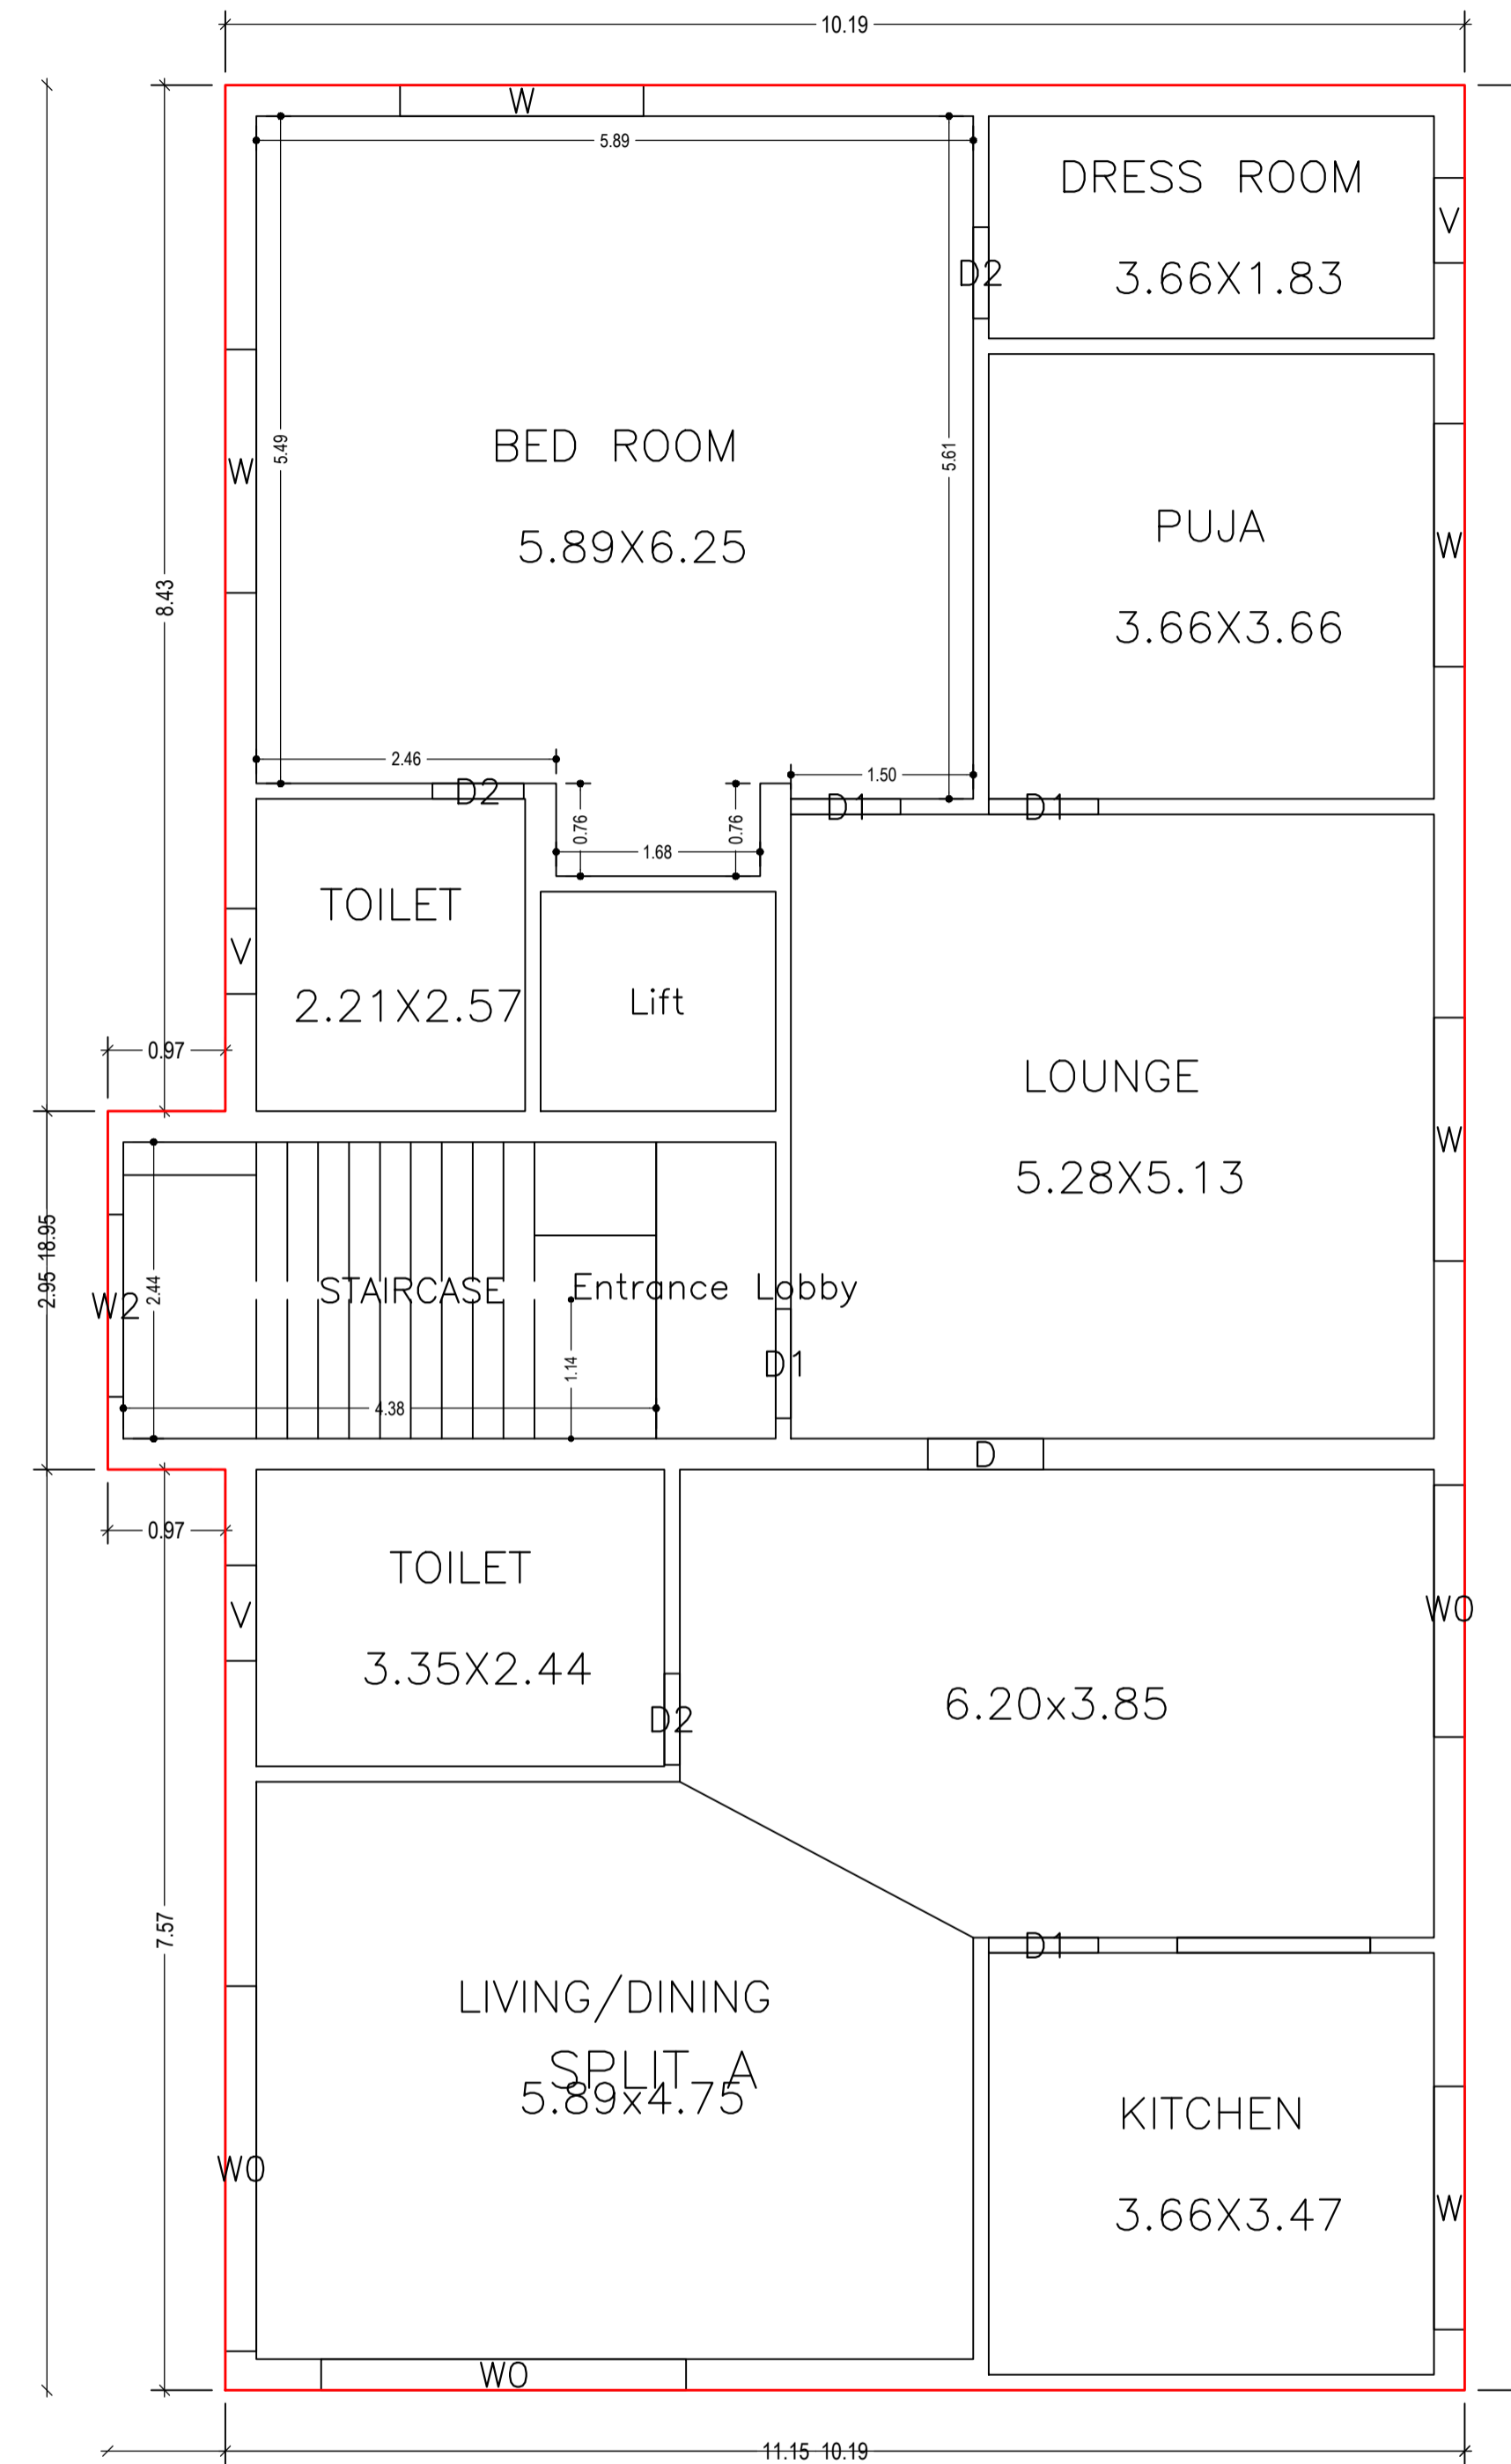 10.19
W
5.89
DRESS ROOM
V
3.66X1.83
D2
5.49
5.61
BED ROOM
W
5.89X6.25
PUJA
W
3.66X3.66
8.43
2.46
1.50
D2
D1
D1
0.76
0.76
1.68
TOILET
V
2.21X2.57
Lift
0.97
LOUNGE
W
5.28X5.13
2.95 18.95
W2
2.44
STAIRCASE
Entrance Lobby
1.14
D1
4.38
D
0.97
TOILET
V
3.35X2.44
WO
D2
6.20x3.85
7.57
D1
LIVING/DINING
SPLIT A
5.89x4.75
KITCHEN
WO
3.66X3.47
W
WO
11.15 10.19